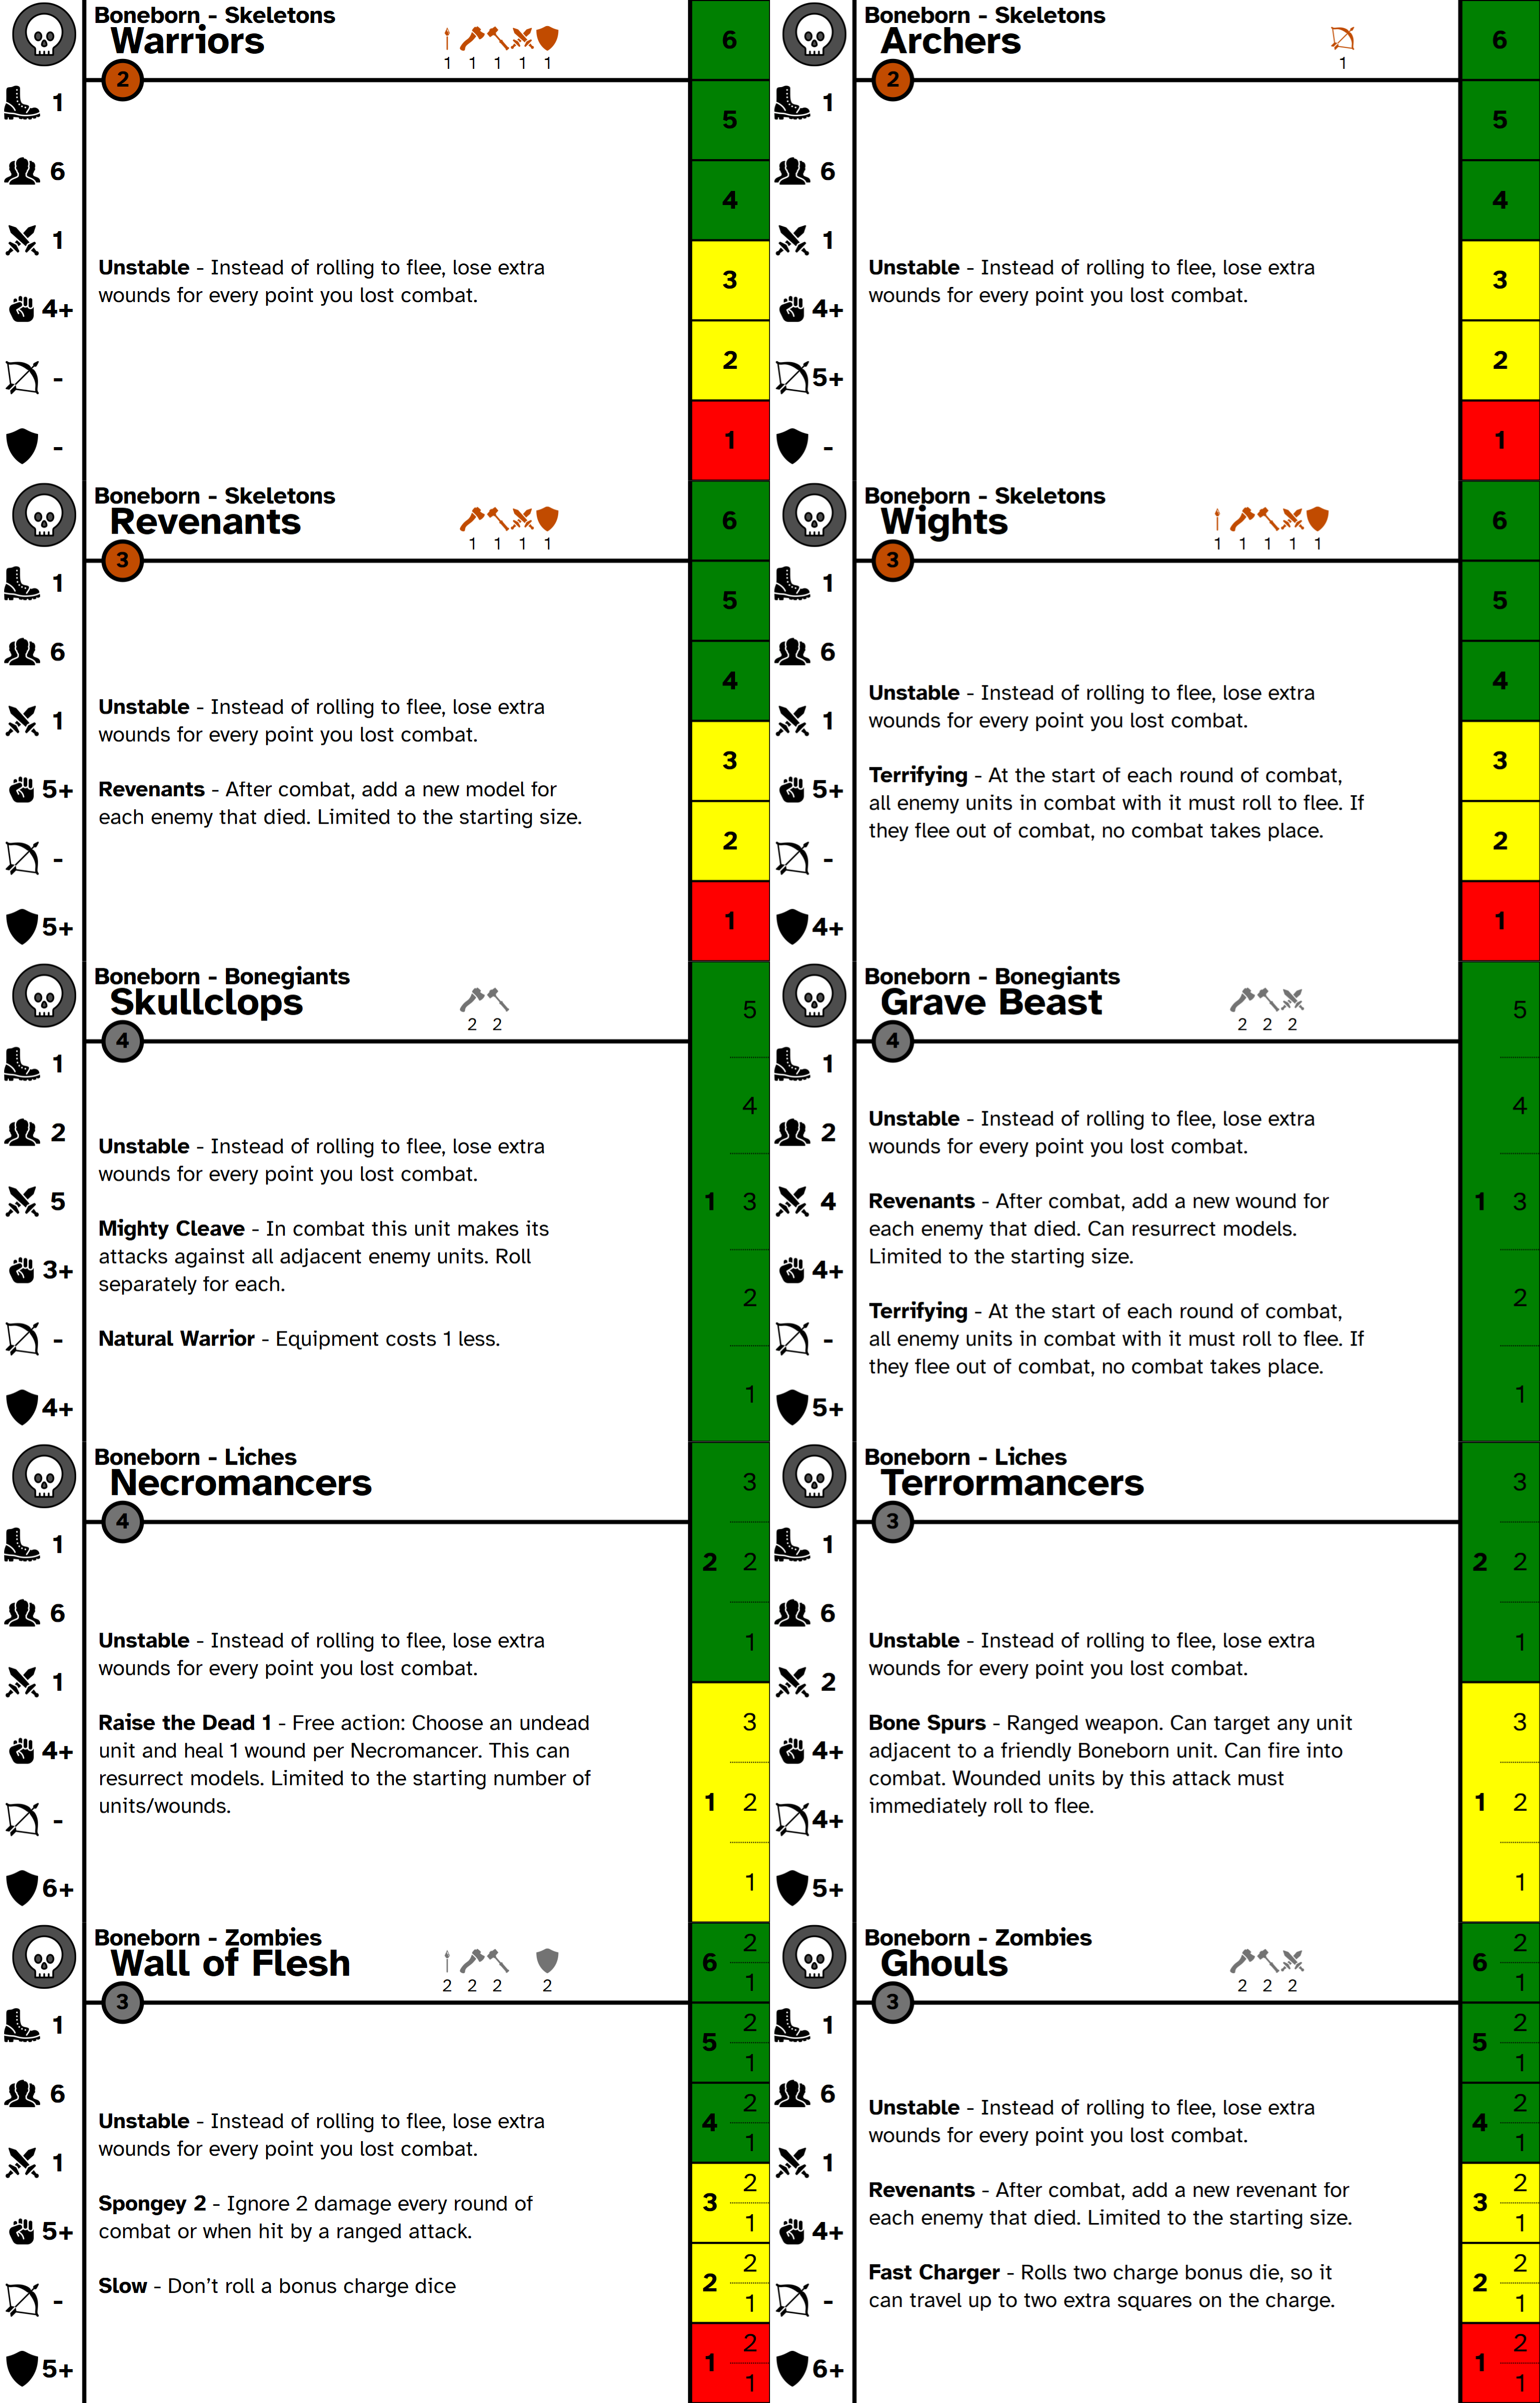 Boneborn - Skeletons
Warriors
1 1 1 1 1
2
1
6
1
4+
-
-
Unstable - Instead of rolling to flee, lose extra
wounds for every point you lost combat.
6
5
4
3
2
1
Boneborn - Skeletons
Archers
1
2
1
6
1
4+
5+
-
Unstable - Instead of rolling to flee, lose extra
wounds for every point you lost combat.
6
5
4
3
2
1
Boneborn - Skeletons
Revenants
1 1 1 1
3
1
6
1
5+
-
5+
Unstable - Instead of rolling to flee, lose extra
wounds for every point you lost combat.
Revenants - After combat, add a new model for
each enemy that died. Limited to the starting size.
6
5
4
3
2
1
Boneborn - Skeletons
Wights
1 1 1 1 1
3
1
6
1
5+
-
4+
Unstable - Instead of rolling to flee, lose extra
wounds for every point you lost combat.
Terrifying - At the start of each round of combat,
all enemy units in combat with it must roll to flee. If
they flee out of combat, no combat takes place.
6
5
4
3
2
1
Boneborn - Bonegiants
Skullclops
2 2
4
1
2
5
3+
-
4+
Unstable - Instead of rolling to flee, lose extra
wounds for every point you lost combat.
Mighty Cleave - In combat this unit makes its
attacks against all adjacent enemy units. Roll
separately for each.
Natural Warrior - Equipment costs 1 less.
5
4
1 3
2
1
Boneborn - Bonegiants
Grave Beast
2 2 2
4
1
2
4
4+
-
5+
Unstable - Instead of rolling to flee, lose extra
wounds for every point you lost combat.
Revenants - After combat, add a new wound for
each enemy that died. Can resurrect models.
Limited to the starting size.
Terrifying - At the start of each round of combat,
all enemy units in combat with it must roll to flee. If
they flee out of combat, no combat takes place.
5
4
1 3
2
1
Boneborn - Liches
Necromancers
4
1
6
1
4+
-
6+
Unstable - Instead of rolling to flee, lose extra
wounds for every point you lost combat.
Raise the Dead 1 - Free action: Choose an undead
unit and heal 1 wound per Necromancer. This can
resurrect models. Limited to the starting number of
units/wounds.
3
2 2
1
3
1 2
1
Boneborn - Liches
Terrormancers
3
1
6
2
4+
4+
5+
Unstable - Instead of rolling to flee, lose extra
wounds for every point you lost combat.
Bone Spurs - Ranged weapon. Can target any unit
adjacent to a friendly Boneborn unit. Can fire into
combat. Wounded units by this attack must
immediately roll to flee.
3
2 2
1
3
1 2
1
Boneborn - Zombies
Wall of Flesh
2 2 2 2
3
1
6
1
5+
-
5+
Unstable - Instead of rolling to flee, lose extra
wounds for every point you lost combat.
Spongey 2 - Ignore 2 damage every round of
combat or when hit by a ranged attack.
Slow - Don't roll a bonus charge dice
6 2
1
5 2
1
4 2
1
3 2
1
2 2
1
1 2
1
Boneborn - Zombies
Ghouls
2 2 2
3
1
6
1
4+
-
6+
Unstable - Instead of rolling to flee, lose extra
wounds for every point you lost combat.
Revenants - After combat, add a new revenant for
each enemy that died. Limited to the starting size.
Fast Charger - Rolls two charge bonus die, so it
can travel up to two extra squares on the charge.
6 2
1
5 2
1
4 2
1
3 2
1
2 2
1
1 2
1